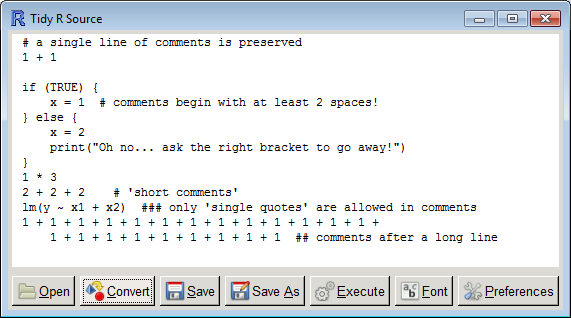 Tidy R Source
# a single line of comments is preserved
1 + 1
if (TRUE) {
    x = 1  # comments begin with at least 2 spaces!
} else {
    x = 2
    print("Oh no... ask the right bracket to go away!")
}
1 * 3
2 + 2 + 2    # 'short comments'
lm(y ~ x1 + x2)  ### only 'single quotes' are allowed in comments
1 + 1 + 1 + 1 + 1 + 1 + 1 + 1 + 1 + 1 + 1 + 1 + 1 +
    1 + 1 + 1 + 1 + 1 + 1 + 1 + 1 + 1  ## comments after a long line
Open Convert Save Save As Execute Font Preferences